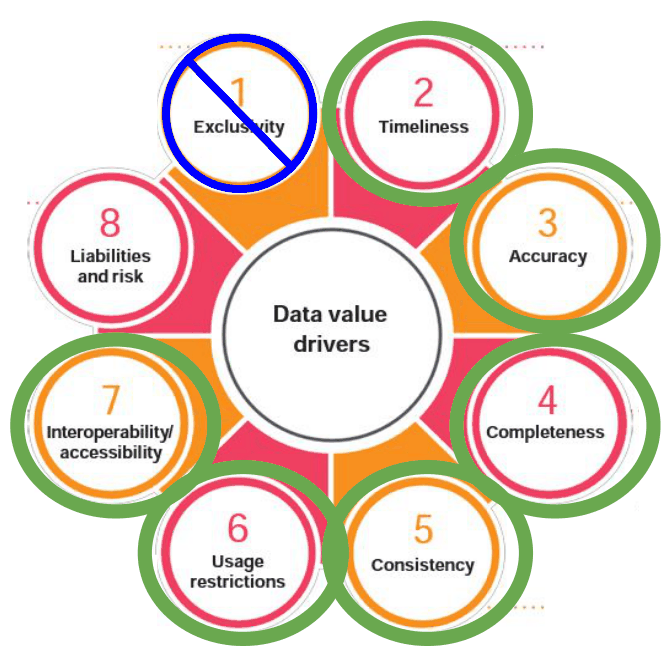 1
Exclusivity
2
Timeliness
3
Accuracy
4
Completeness
5
Consistency
6
Usage
restrictions
7
Interoperability/
accessibility
8
Liabilities
and risk
Data value
drivers